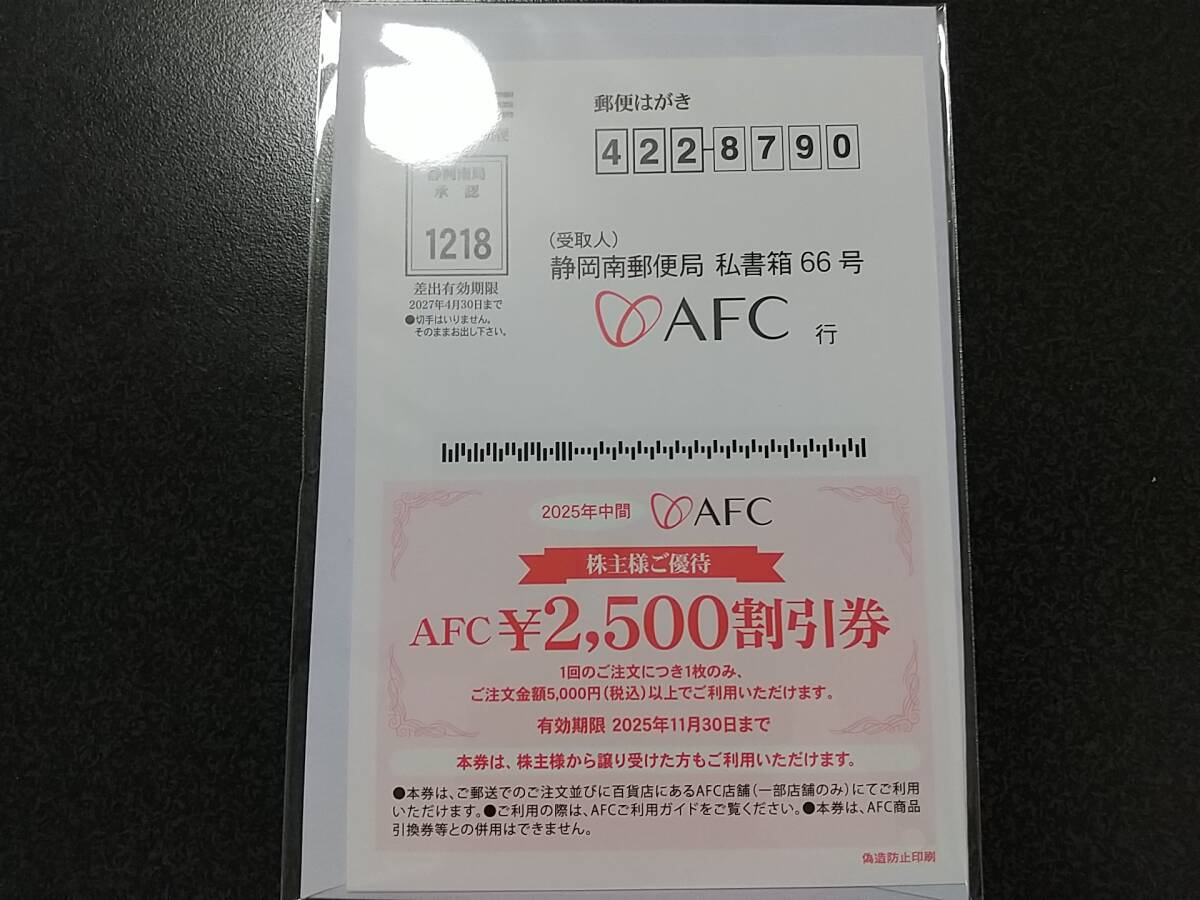 郵便はがき
422-8790
静岡南局
承認
1218
差出有効期限
2027年4月30日まで
●切手はいりません。
そのままお出し下さい。
(受取人)
静岡南郵便局 私書箱 66 号
AFC 行
2025年中間 AFC
株主様ご優待
AFC ¥2,500割引券
1回のご注文につき1枚のみ、
ご注文金額5,000円(税込)以上でご利用いただけます。
有効期限 2025年11月30日まで
本券は、株主様から譲り受けた方もご利用いただけます。
●本券は、ご郵送でのご注文並びに百貨店にあるAFC店舗(一部店舗のみ)にてご利用
いただけます。●ご利用の際は、AFCご利用ガイドをご覧ください。●本券は、AFC商品
引換券等との併用はできません。
偽造防止印刷